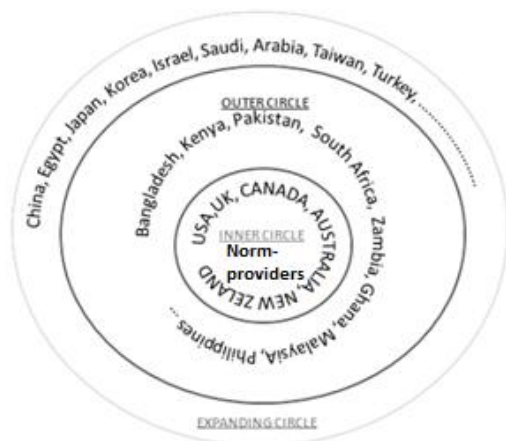 China, Egypt, Japan, Korea, Israel, Saudi, Arabia, Taiwan, Turkey, ..................
OUTER CIRCLE
Bangladesh, Kenya, Pakistan, South Africa, Zambia, Ghana, Malaysia, Philippines ...
USA, UK, CANADA, AUSTRALIA, NEW ZELAND
INNER CIRCLE
Norm-
providers
EXPANDING CIRCLE